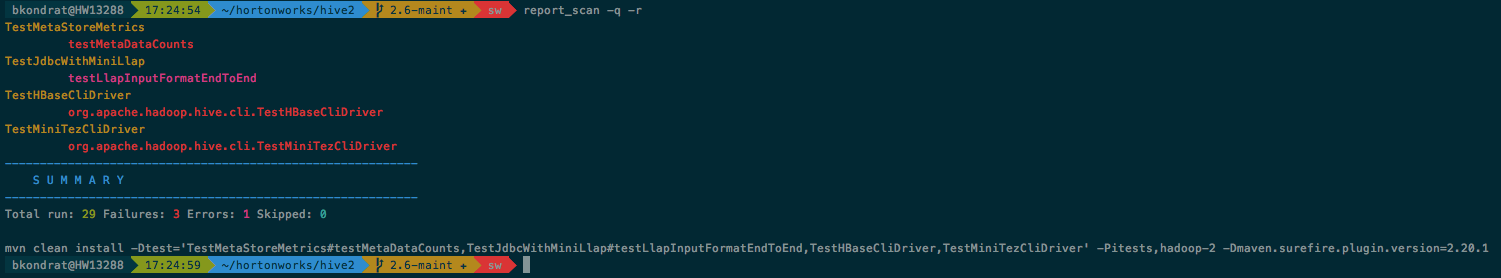 bkondrat@HW13288 17:24:54 ~/hortonworks/hive2 2.6-maint + sw report_scan -q -r
TestMetaStoreMetrics
testMetaDataCounts
TestJdbcWithMiniLlap
testLlapInputFormatEndToEnd
TestHBaseCliDriver
org.apache.hadoop.hive.cli.TestHBaseCliDriver
TestMiniTezCliDriver
org.apache.hadoop.hive.cli.TestMiniTezCliDriver
S U M M A R Y
Total run: 29 Failures: 3 Errors: 1 Skipped: 0
mvn clean install -Dtest='TestMetaStoreMetrics#testMetaDataCounts,TestJdbcWithMiniLlap#testLlapInputFormatEndToEnd,TestHBaseCliDriver,TestMiniTezCliDriver' -Pitests,hadoop-2 -Dmaven.surefire.plugin.version=2.20.1
bkondrat@HW13288 17:24:59 ~/hortonworks/hive2 2.6-maint + sw